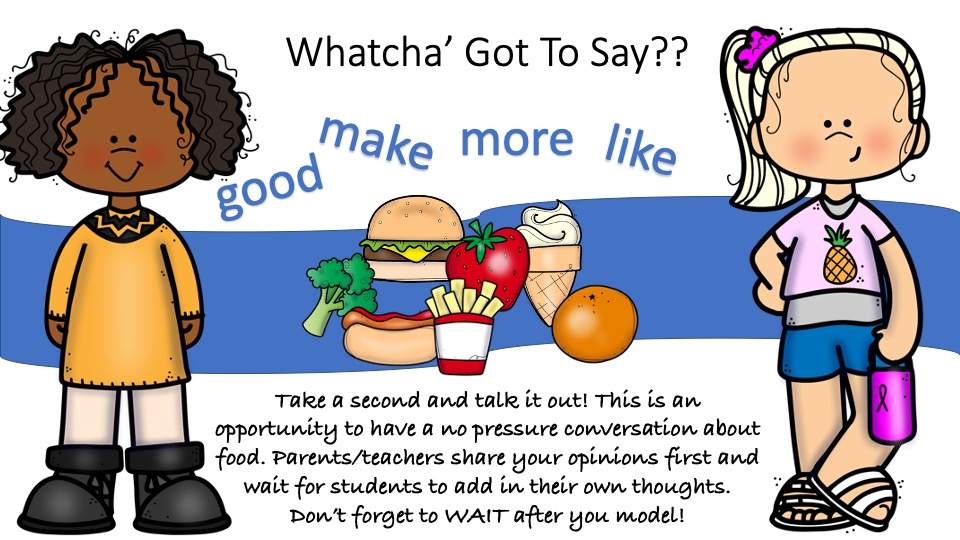 Whatcha’ Got To Say??
good make more like
Take a second and talk it out! This is an
opportunity to have a no pressure conversation about
food. Parents/teachers share your opinions first and
wait for students to add in their own thoughts.
Don’t forget to WAIT after you model!